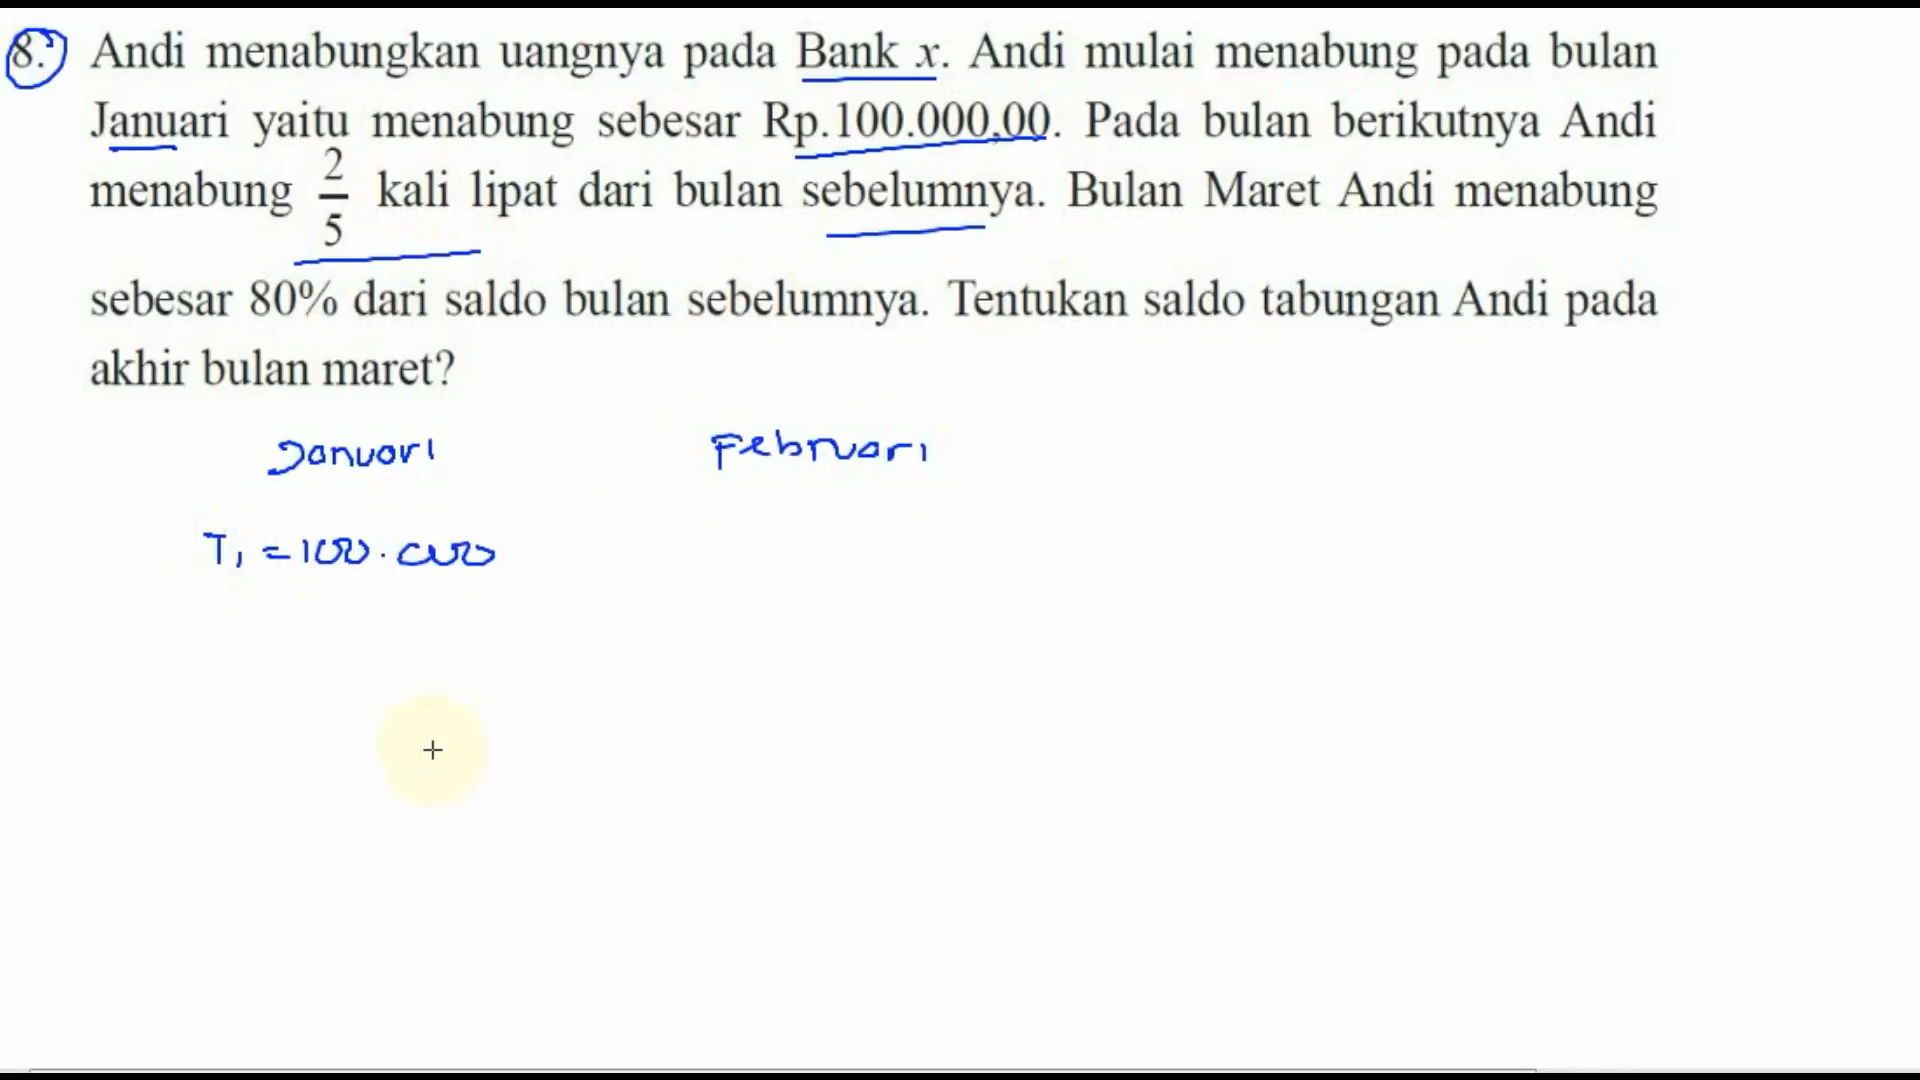 8. Andi menabungkan uangnya pada Bank x. Andi mulai menabung pada bulan
Januari yaitu menabung sebesar Rp.100.000,00. Pada bulan berikutnya Andi
menabung 2/5 kali lipat dari bulan sebelumnya. Bulan Maret Andi menabung
sebesar 80% dari saldo bulan sebelumnya. Tentukan saldo tabungan Andi pada
akhir bulan maret?
Januari Februari
T₁ = 100.000